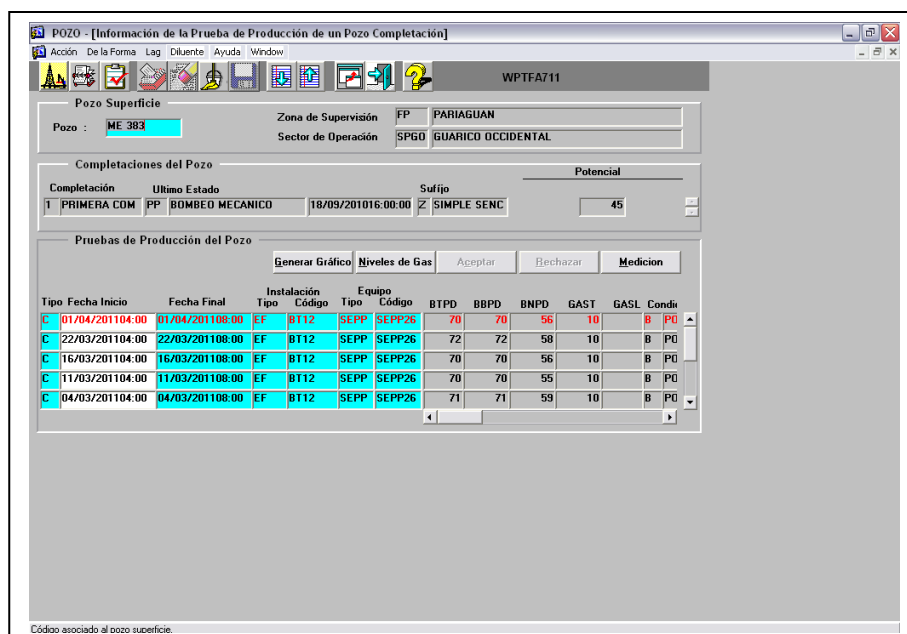 POZO - [Información de la Prueba de Producción de un Pozo Completación]
Acción De la Forma Lag Diluente Ayuda Window
WPTFA711
Pozo Superficie
Pozo : ME 383
Zona de Supervisión FP PARIAGUAN
Sector de Operación SPGO GUARICO OCCIDENTAL
Completaciones del Pozo
Potencial
Completación Ultimo Estado Sufíjo
1 PRIMERA COM PP BOMBEO MECANICO 18/09/201016:00:00 Z SIMPLE SENC 45
Pruebas de Producción del Pozo
Generar Gráfico Niveles de Gas Aceptar Rechazar Medicion
Instalación Equipo
Tipo Fecha Inicio Fecha Final Tipo Código Tipo Código BTPD BBPD BNPD GAST GASL Condi
C 01/04/201104:00 01/04/201108:00 EF BT12 SEPP SEPP26 70 70 56 10 B PO
C 22/03/201104:00 22/03/201108:00 EF BT12 SEPP SEPP26 72 72 58 10 B PO
C 16/03/201104:00 16/03/201108:00 EF BT12 SEPP SEPP26 70 70 56 10 B PO
C 11/03/201104:00 11/03/201108:00 EF BT12 SEPP SEPP26 70 70 55 10 B PO
C 04/03/201104:00 04/03/201108:00 EF BT12 SEPP SEPP26 71 71 59 10 B PO
Código asociado al pozo superficie.